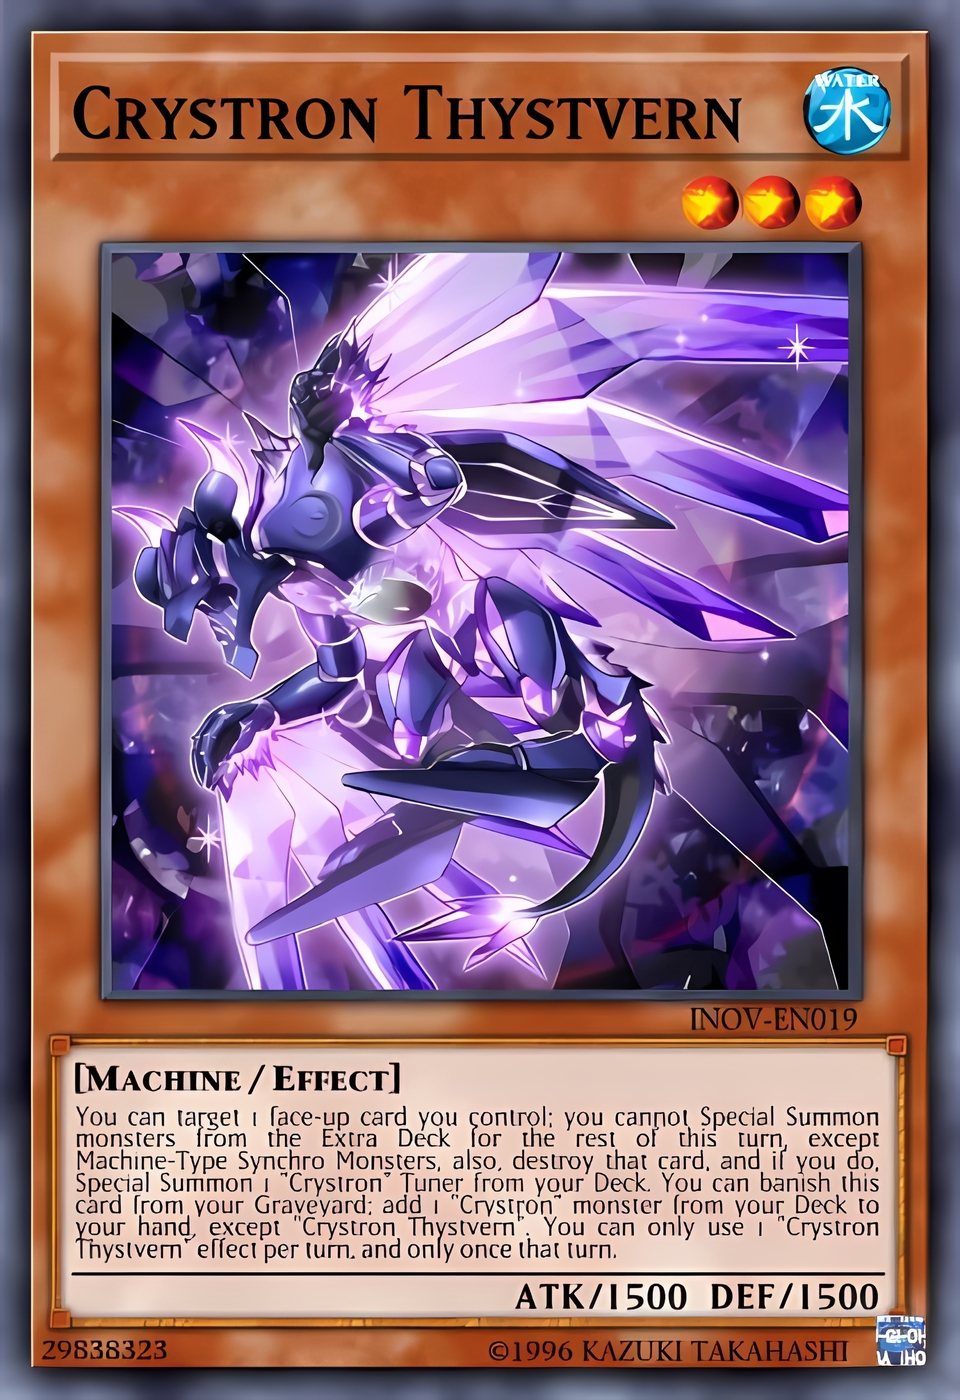 Crystron Thystvern
WATER
水
INOV-EN019
[Machine / Effect]
You can target 1 face-up card you control; you cannot Special Summon
monsters from the Extra Deck for the rest of this turn, except
Machine-Type Synchro Monsters, also, destroy that card, and if you do,
Special Summon 1 "Crystron" Tuner from your Deck. You can banish this
card from your Graveyard; add 1 "Crystron" monster from your Deck to
your hand, except "Crystron Thystvern". You can only use 1 "Crystron
Thystvern" effect per turn, and only once that turn.
ATK/1500 DEF/1500
29838323
©1996 KAZUKI TAKAHASHI